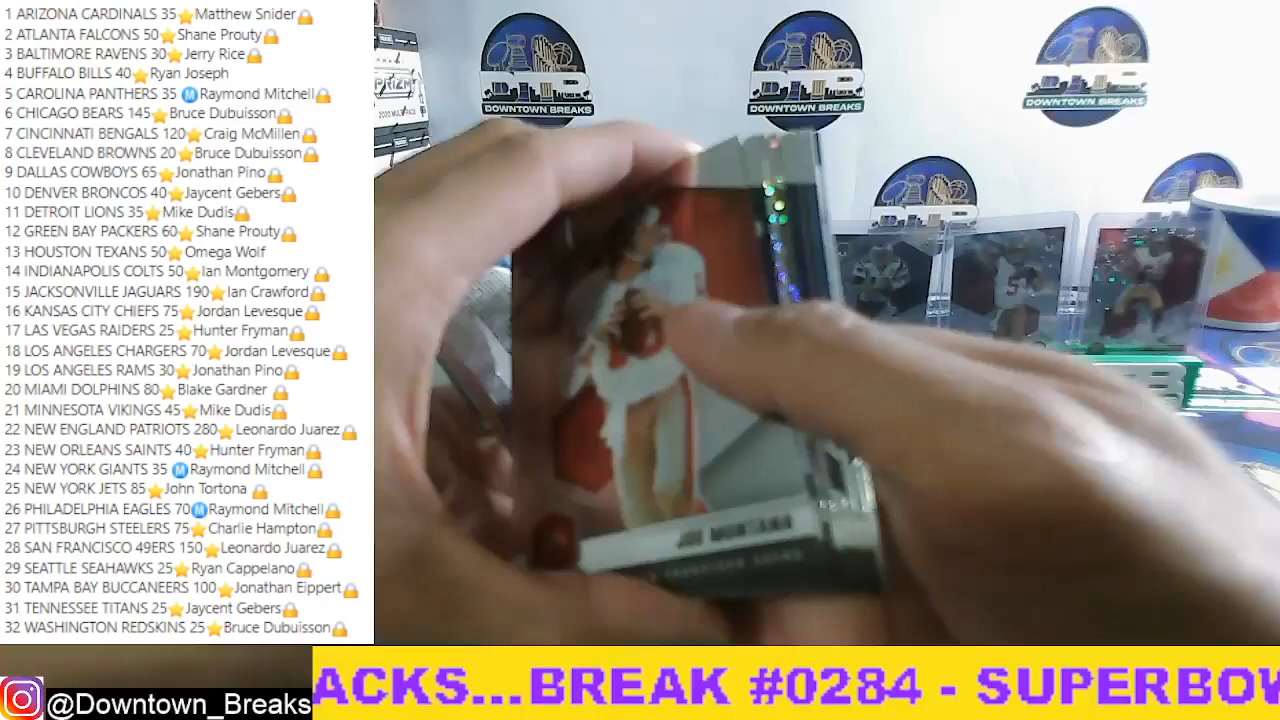 1 ARIZONA CARDINALS 35⭐Matthew Snider🔒
2 ATLANTA FALCONS 50⭐Shane Prouty🔒
3 BALTIMORE RAVENS 30⭐Jerry Rice🔒
4 BUFFALO BILLS 40⭐Ryan Joseph
5 CAROLINA PANTHERS 35 Ⓜ️Raymond Mitchell🔒
6 CHICAGO BEARS 145⭐Bruce Dubuisson🔒
7 CINCINNATI BENGALS 120⭐Craig McMillen🔒
8 CLEVELAND BROWNS 20⭐Bruce Dubuisson🔒
9 DALLAS COWBOYS 65⭐Jonathan Pino🔒
10 DENVER BRONCOS 40⭐Jaycent Gebers🔒
11 DETROIT LIONS 35⭐Mike Dudis🔒
12 GREEN BAY PACKERS 60⭐Shane Prouty🔒
13 HOUSTON TEXANS 50⭐Omega Wolf
14 INDIANAPOLIS COLTS 50⭐Ian Montgomery 🔒
15 JACKSONVILLE JAGUARS 190⭐Ian Crawford🔒
16 KANSAS CITY CHIEFS 75⭐Jordan Levesque🔒
17 LAS VEGAS RAIDERS 25⭐Hunter Fryman🔒
18 LOS ANGELES CHARGERS 70⭐Jordan Levesque🔒
19 LOS ANGELES RAMS 30⭐Jonathan Pino🔒
20 MIAMI DOLPHINS 80⭐Blake Gardner 🔒
21 MINNESOTA VIKINGS 45⭐Mike Dudis🔒
22 NEW ENGLAND PATRIOTS 280⭐Leonardo Juarez🔒
23 NEW ORLEANS SAINTS 40⭐Hunter Fryman🔒
24 NEW YORK GIANTS 35 Ⓜ️Raymond Mitchell🔒
25 NEW YORK JETS 85⭐John Tortona 🔒
26 PHILADELPHIA EAGLES 70Ⓜ️Raymond Mitchell🔒
27 PITTSBURGH STEELERS 75⭐Charlie Hampton🔒
28 SAN FRANCISCO 49ERS 150⭐Leonardo Juarez🔒
29 SEATTLE SEAHAWKS 25⭐Ryan Cappelano🔒
30 TAMPA BAY BUCCANEERS 100⭐Jonathan Eippert🔒
31 TENNESSEE TITANS 25⭐Jaycent Gebers🔒
32 WASHINGTON REDSKINS 25⭐Bruce Dubuisson🔒
PRIZM
DTB
DOWNTOWN BREAKS
DTB
DOWNTOWN BREAKS
DTB
DOWNTOWN BREAKS
JOE MONTANA
@Downtown_Breaks
ACKS...BREAK #0284 - SUPERBOW